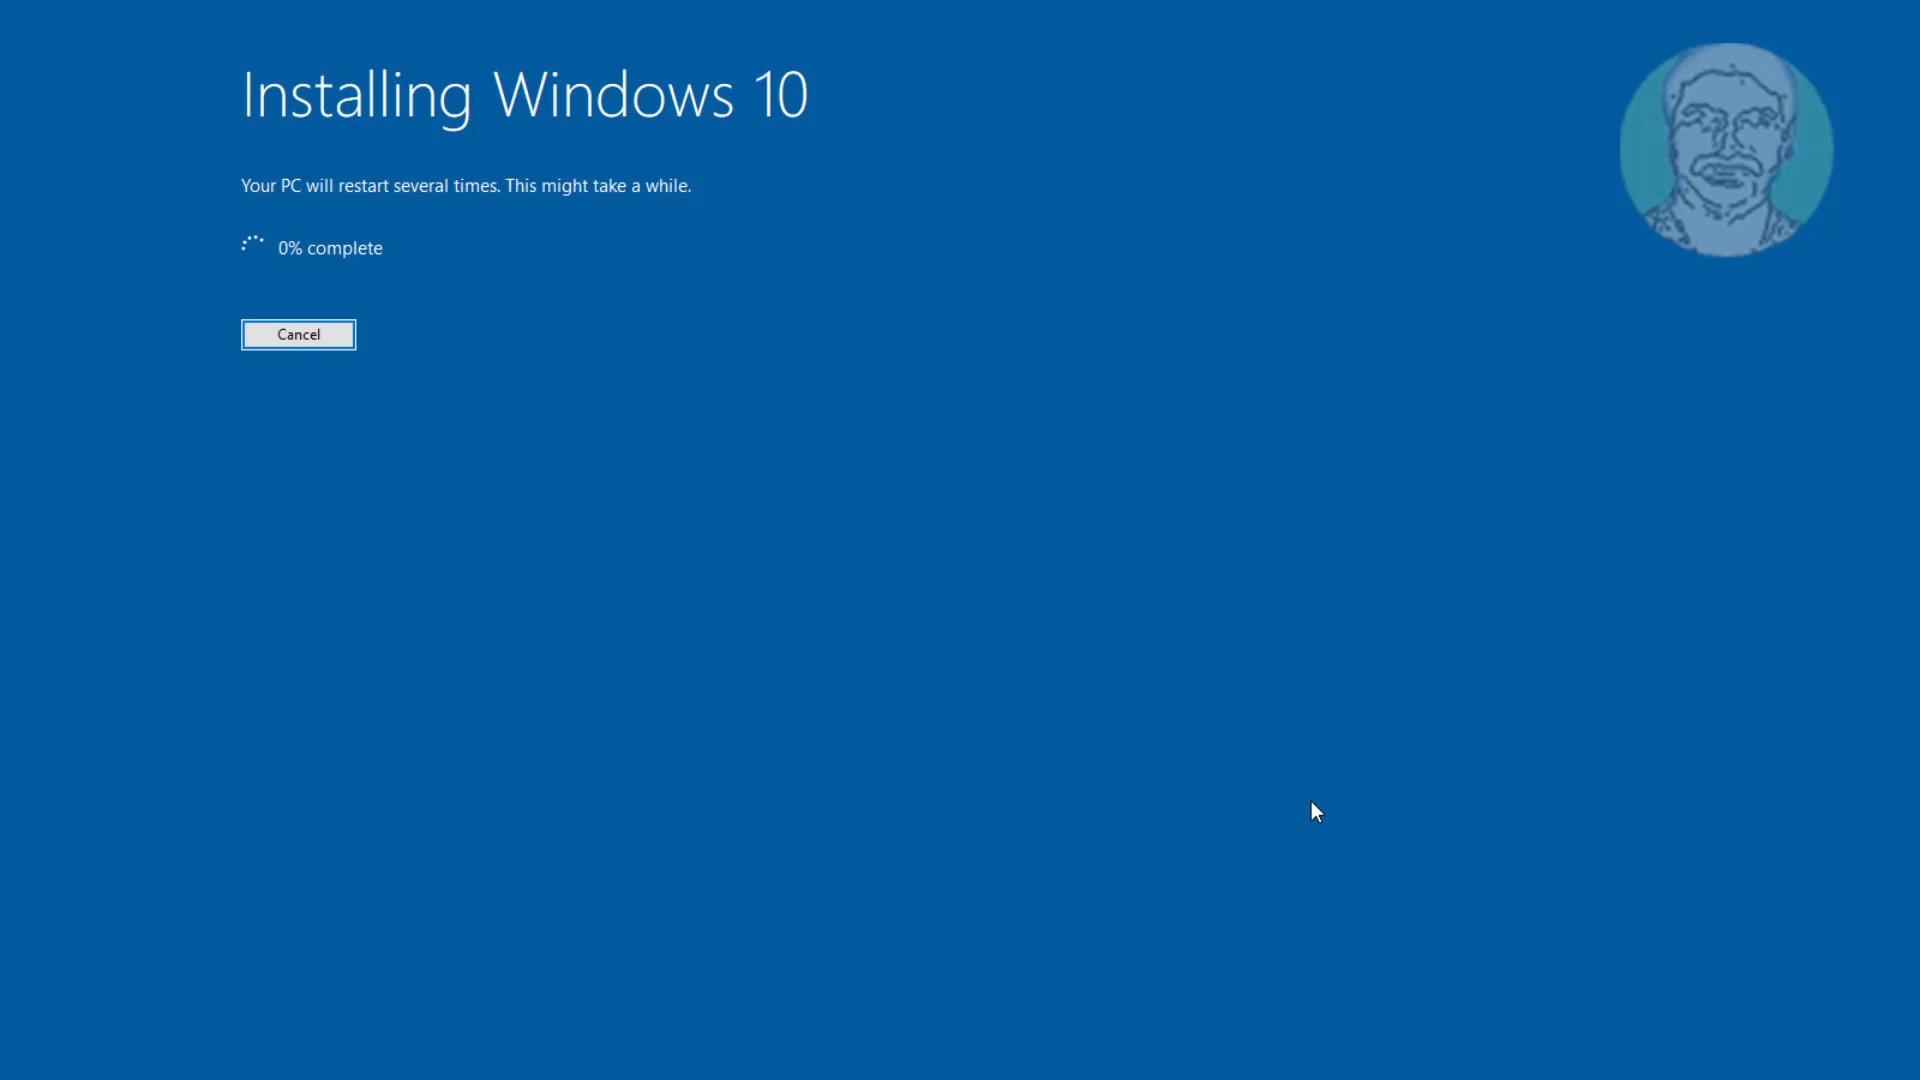 Installing Windows 10
Your PC will restart several times. This might take a while.
0% complete
Cancel